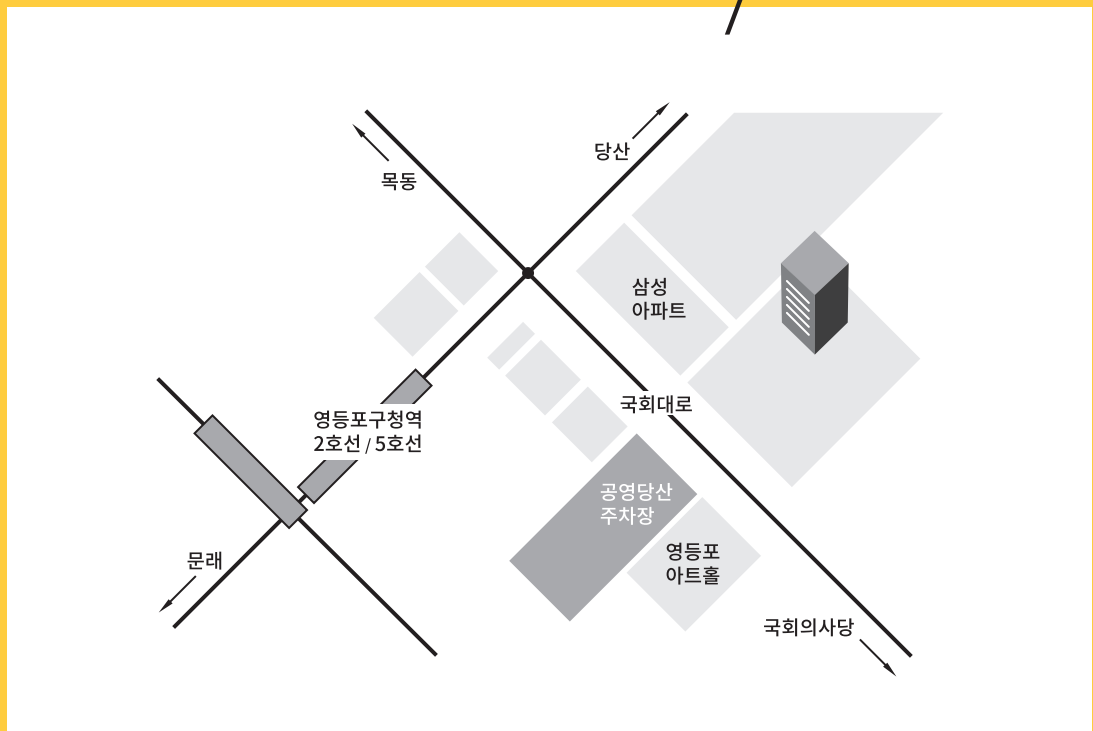 당산
목동
삼성
아파트
국회대로
영등포구청역
2호선 / 5호선
공영당산
주차장
영등포
아트홀
문래
국회의사당